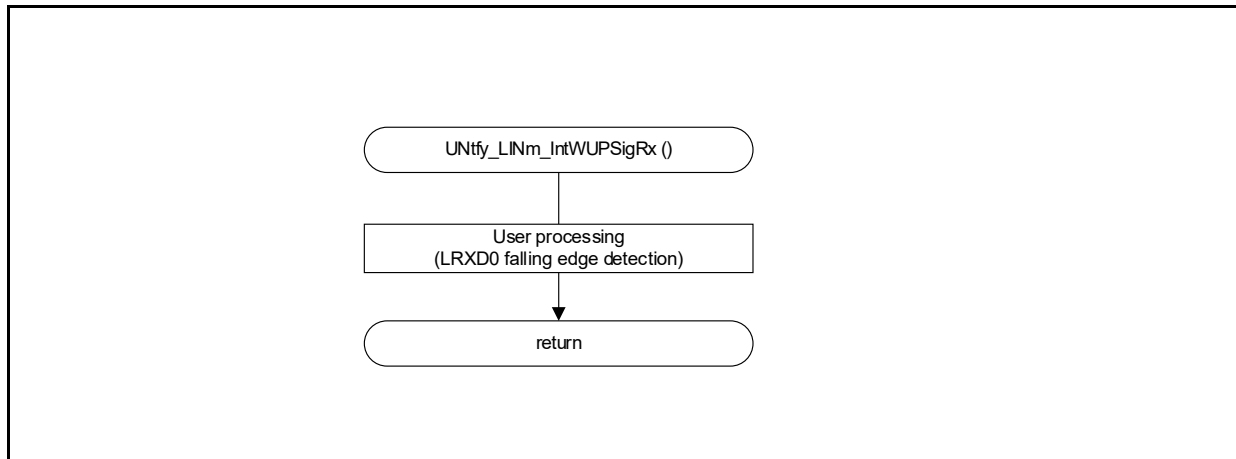 UNtfy_LINm_IntWUPSigRx ()
User processing
(LRXD0 falling edge detection)
return